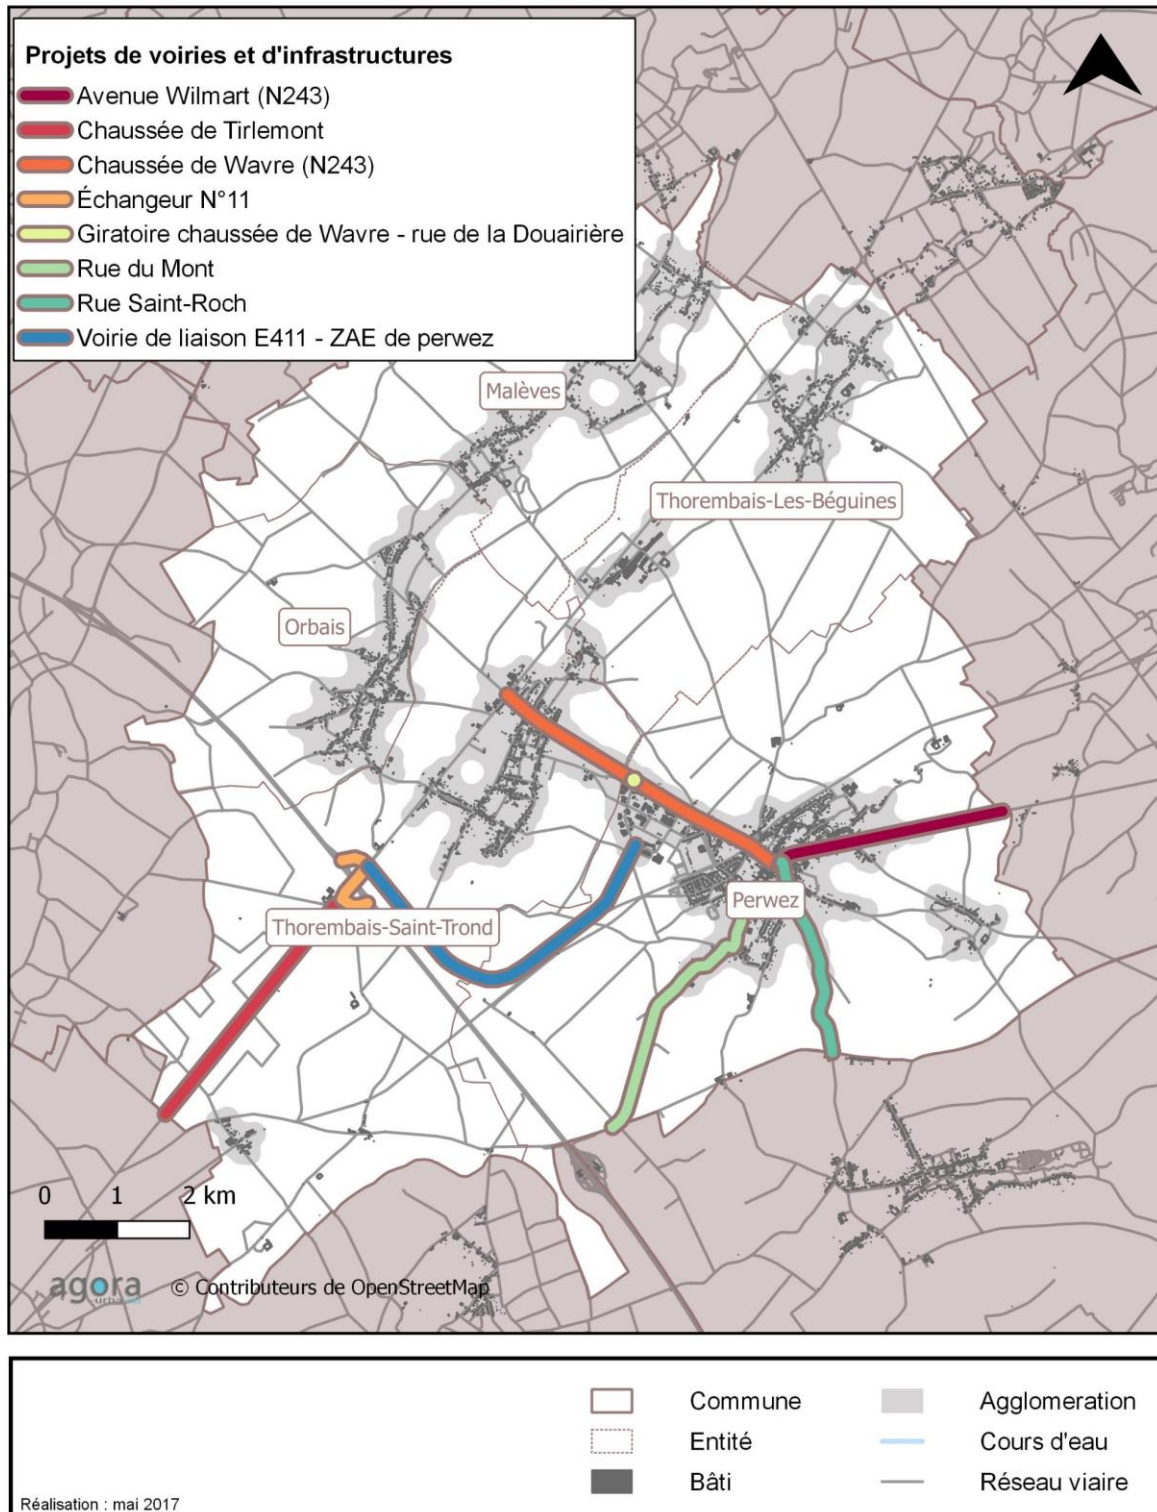 Projets de voiries et d'infrastructures
Avenue Wilmart (N243)
Chaussée de Tirlemont
Chaussée de Wavre (N243)
Échangeur N°11
Giratoire chaussée de Wavre - rue de la Douairière
Rue du Mont
Rue Saint-Roch
Voirie de liaison E411 - ZAE de perwez
Malèves
Thorembais-Les-Béguines
Orbais
Perwez
Thorembais-Saint-Trond
0 1 2 km
agora
© Contributeurs de OpenStreetMap
Commune
Agglomeration
Entité
Cours d'eau
Bâti
Réseau viaire
Réalisation : mai 2017